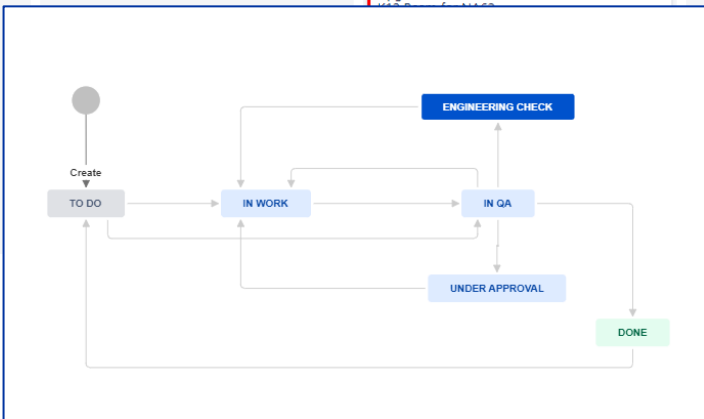 ENGINEERING CHECK
Create
TO DO
IN WORK
IN QA
UNDER APPROVAL
DONE